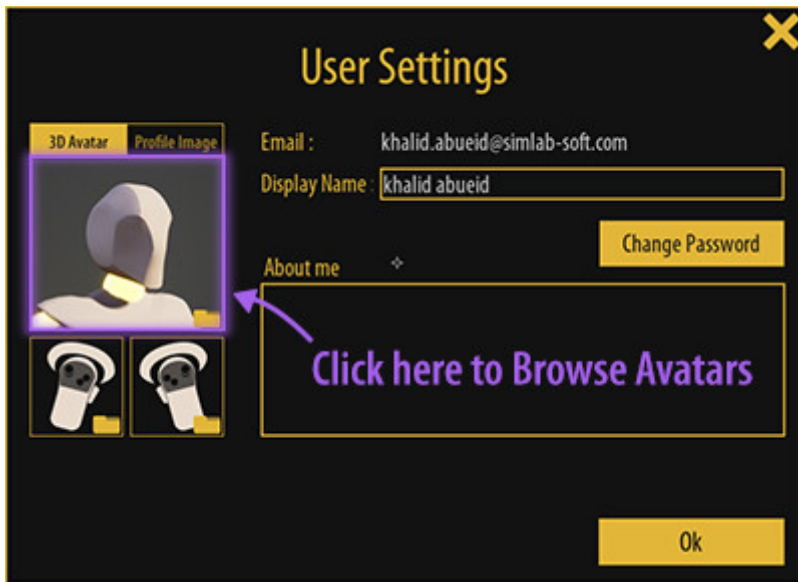 User Settings
3D Avatar
Profile Image
Email : khalid.abueid@simlab-soft.com
Display Name : khalid abueid
Change Password
About me
Click here to Browse Avatars
Ok